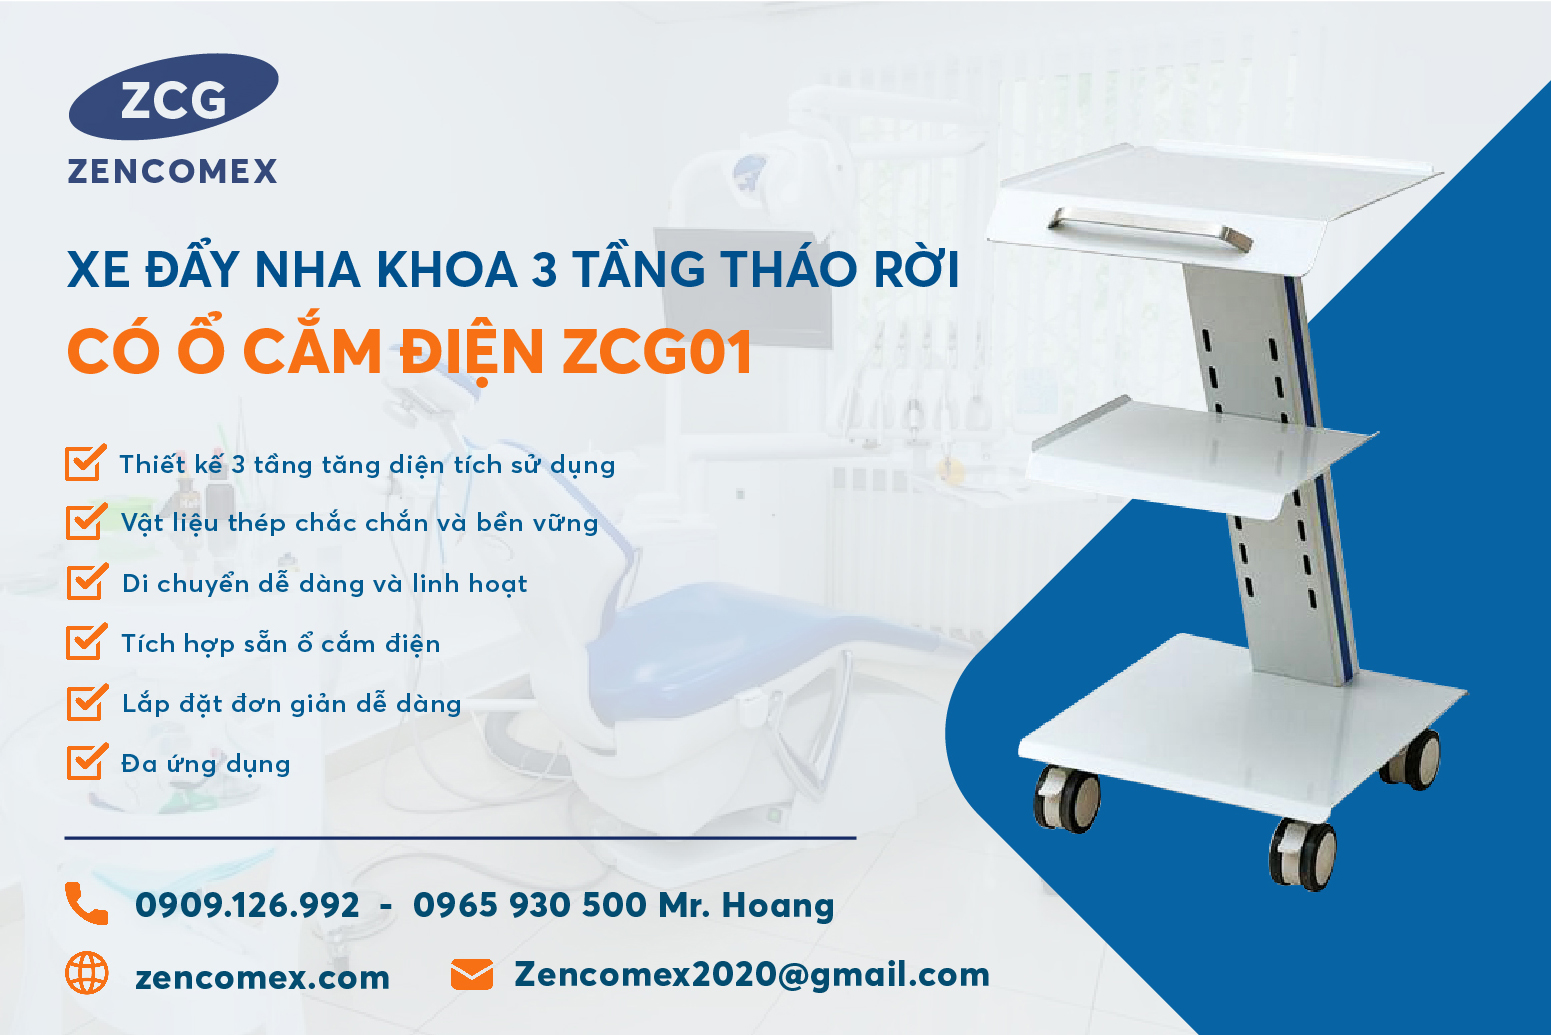 ZCG
ZENCOMEX
XE ĐẨY NHA KHOA 3 TẦNG THÁO RỜI
CÓ Ổ CẮM ĐIỆN ZCG01
Thiết kế 3 tầng tăng diện tích sử dụng
Vật liệu thép chắc chắn và bền vững
Di chuyển dễ dàng và linh hoạt
Tích hợp sẵn ổ cắm điện
Lắp đặt đơn giản dễ dàng
Đa ứng dụng
0909.126.992 - 0965 930 500 Mr. Hoang
zencomex.com Zencomex2020@gmail.com